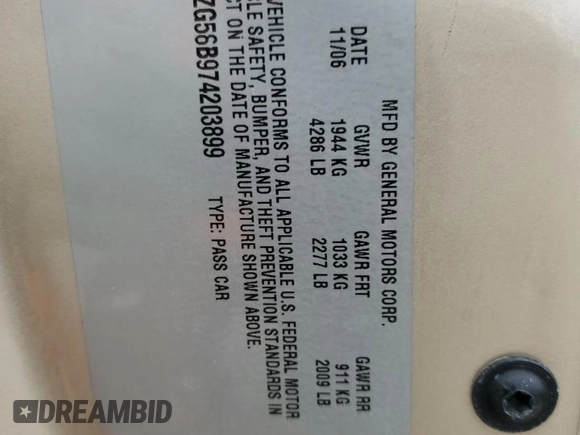 MFD BY GENERAL MOTORS CORP.
DATE GVWR GAWR FRT GAWR RR
11/06 1944 KG 1033 KG 911 KG
4286 LB 2277 LB 2009 LB
VEHICLE CONFORMS TO ALL APPLICABLE U.S. FEDERAL MOTOR
LE SAFETY, BUMPER, AND THEFT PREVENTION STANDARDS IN
CT ON THE DATE OF MANUFACTURE SHOWN ABOVE.
ZG58B974203899 TYPE: PASS CAR
DREAMBID